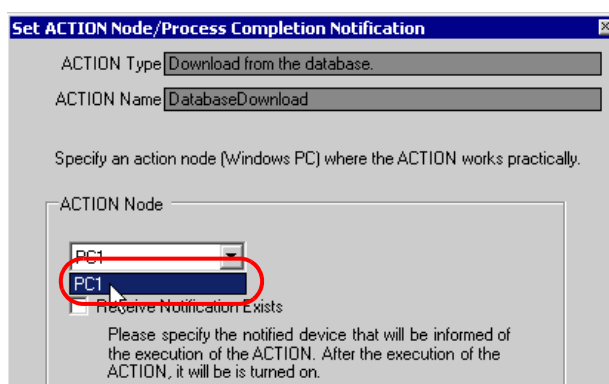 Set ACTION Node/Process Completion Notification
ACTION Type Download from the database.
ACTION Name DatabaseDownload
Specify an action node (Windows PC) where the ACTION works practically.
ACTION Node
PC1
PC1
Receive Notification Exists
Please specify the notified device that will be informed of
the execution of the ACTION. After the execution of the
ACTION, it will be is turned on.